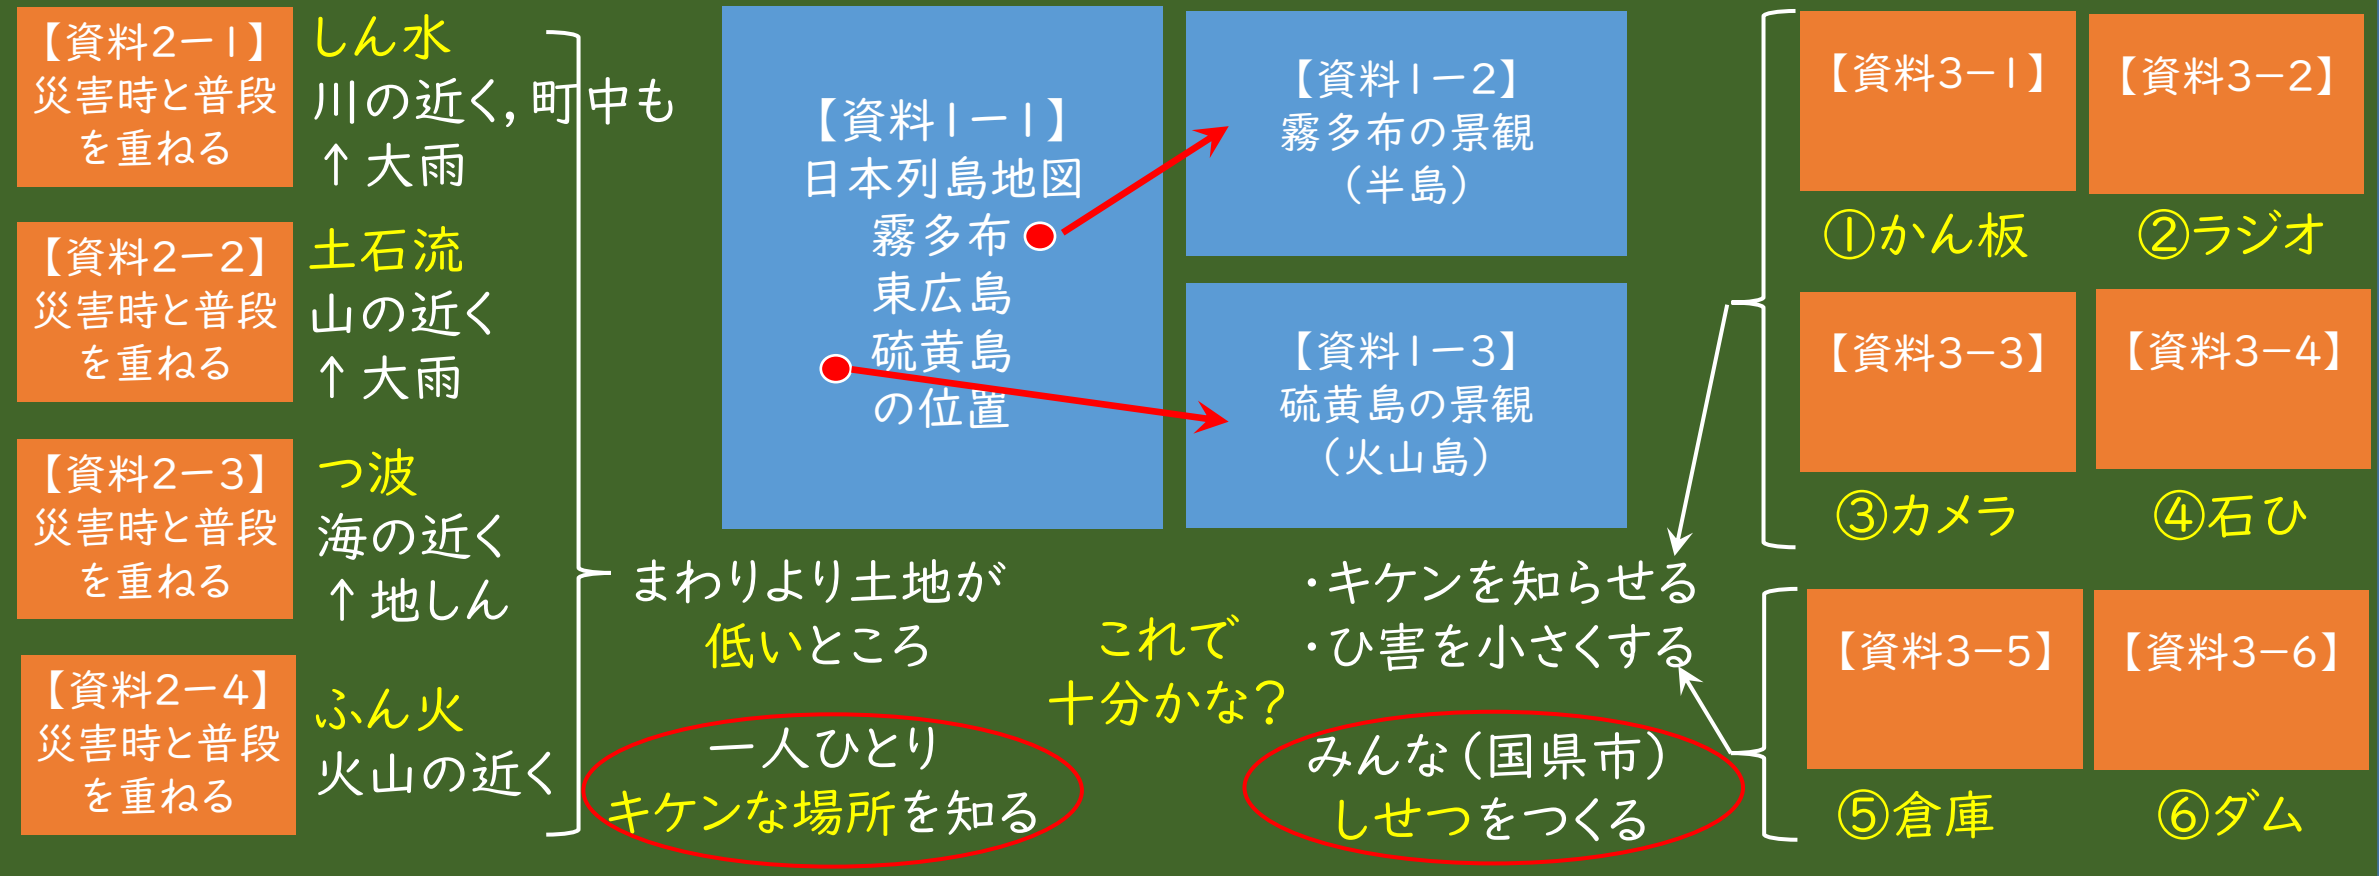 【資料2ー1】
災害時と普段
を重ねる
しん水
川の近く，町中も
↑大雨
【資料2ー2】
災害時と普段
を重ねる
土石流
山の近く
↑大雨
【資料2ー3】
災害時と普段
を重ねる
つ波
海の近く
↑地しん
【資料2ー4】
災害時と普段
を重ねる
ふん火
火山の近く
【資料1ー1】
日本列島地図
霧多布
東広島
硫黄島
の位置
【資料1ー2】
霧多布の景観
（半島）
【資料1ー3】
硫黄島の景観
（火山島）
まわりより土地が
低いところ
一人ひとり
キケンな場所を知る
これで
十分かな？
・キケンを知らせる
・ひ害を小さくする
みんな（国県市）
しせつをつくる
【資料3ー1】
①かん板
【資料3ー2】
②ラジオ
【資料3ー3】
③カメラ
【資料3ー4】
④石ひ
【資料3ー5】
⑤倉庫
【資料3ー6】
⑥ダム